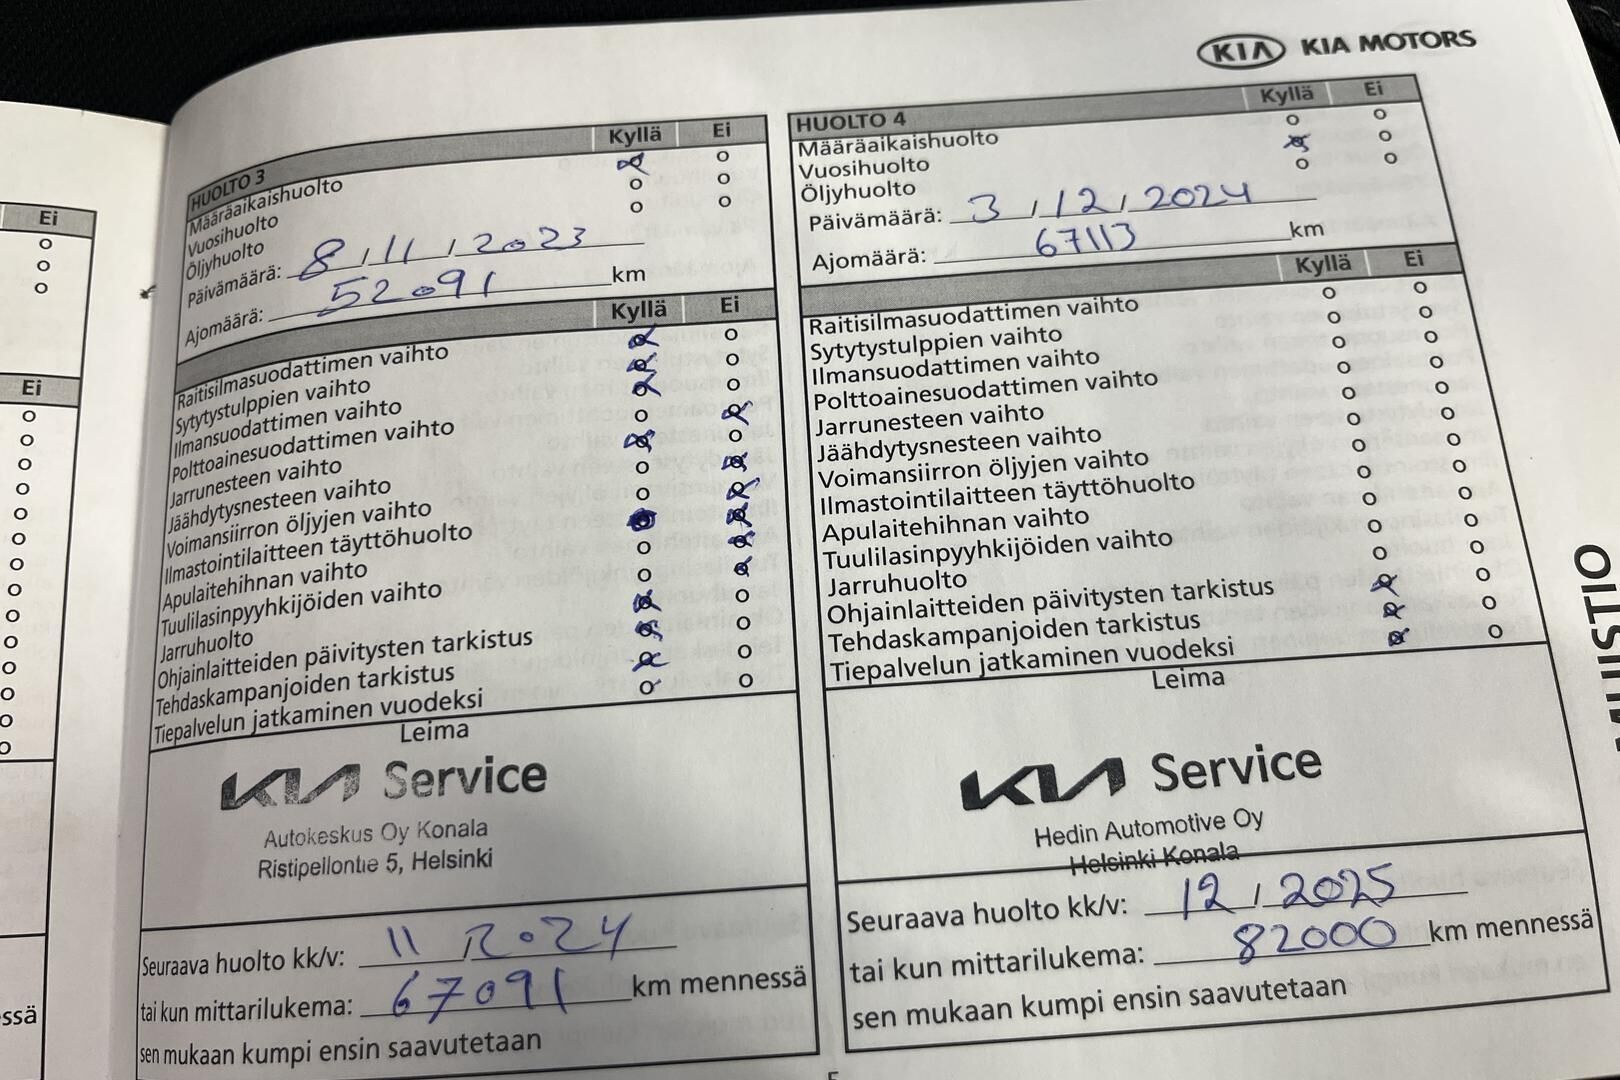 KIA KIA MOTORS
Ei
Ei
ssä
HUOLTO 3 Kyllä Ei
Määräaikaishuolto
Vuosihuolto
Öljyhuolto
Päivämäärä: 8 / 11 / 2023
Ajomäärä: 52091 km
Kyllä Ei
Raitisilmasuodattimen vaihto
Sytytystulppien vaihto
Ilmansuodattimen vaihto
Polttoainesuodattimen vaihto
Jarrunesteen vaihto
Jäähdytysnesteen vaihto
Voimansiirron öljyjen vaihto
Ilmastointilaitteen täyttöhuolto
Apulaitehihnan vaihto
Tuulilasinpyyhkijöiden vaihto
Jarruhuolto
Ohjainlaitteiden päivitysten tarkistus
Tehdaskampanjoiden tarkistus
Tiepalvelun jatkaminen vuodeksi
Leima
KIA Service
Autokeskus Oy Konala
Ristipellontie 5, Helsinki
Seuraava huolto kk/v: 11 / 2024
tai kun mittarilukema: 67091 km mennessä
sen mukaan kumpi ensin saavutetaan
HUOLTO 4 Kyllä Ei
Määräaikaishuolto
Vuosihuolto
Öljyhuolto
Päivämäärä: 3 / 12 / 2024
Ajomäärä: 67113 km
Kyllä Ei
Raitisilmasuodattimen vaihto
Sytytystulppien vaihto
Ilmansuodattimen vaihto
Polttoainesuodattimen vaihto
Jarrunesteen vaihto
Jäähdytysnesteen vaihto
Voimansiirron öljyjen vaihto
Ilmastointilaitteen täyttöhuolto
Apulaitehihnan vaihto
Tuulilasinpyyhkijöiden vaihto
Jarruhuolto
Ohjainlaitteiden päivitysten tarkistus
Tehdaskampanjoiden tarkistus
Tiepalvelun jatkaminen vuodeksi
Leima
KIA Service
Hedin Automotive Oy
Helsinki Konala
Seuraava huolto kk/v: 12 / 2025
tai kun mittarilukema: 82000 km mennessä
sen mukaan kumpi ensin saavutetaan